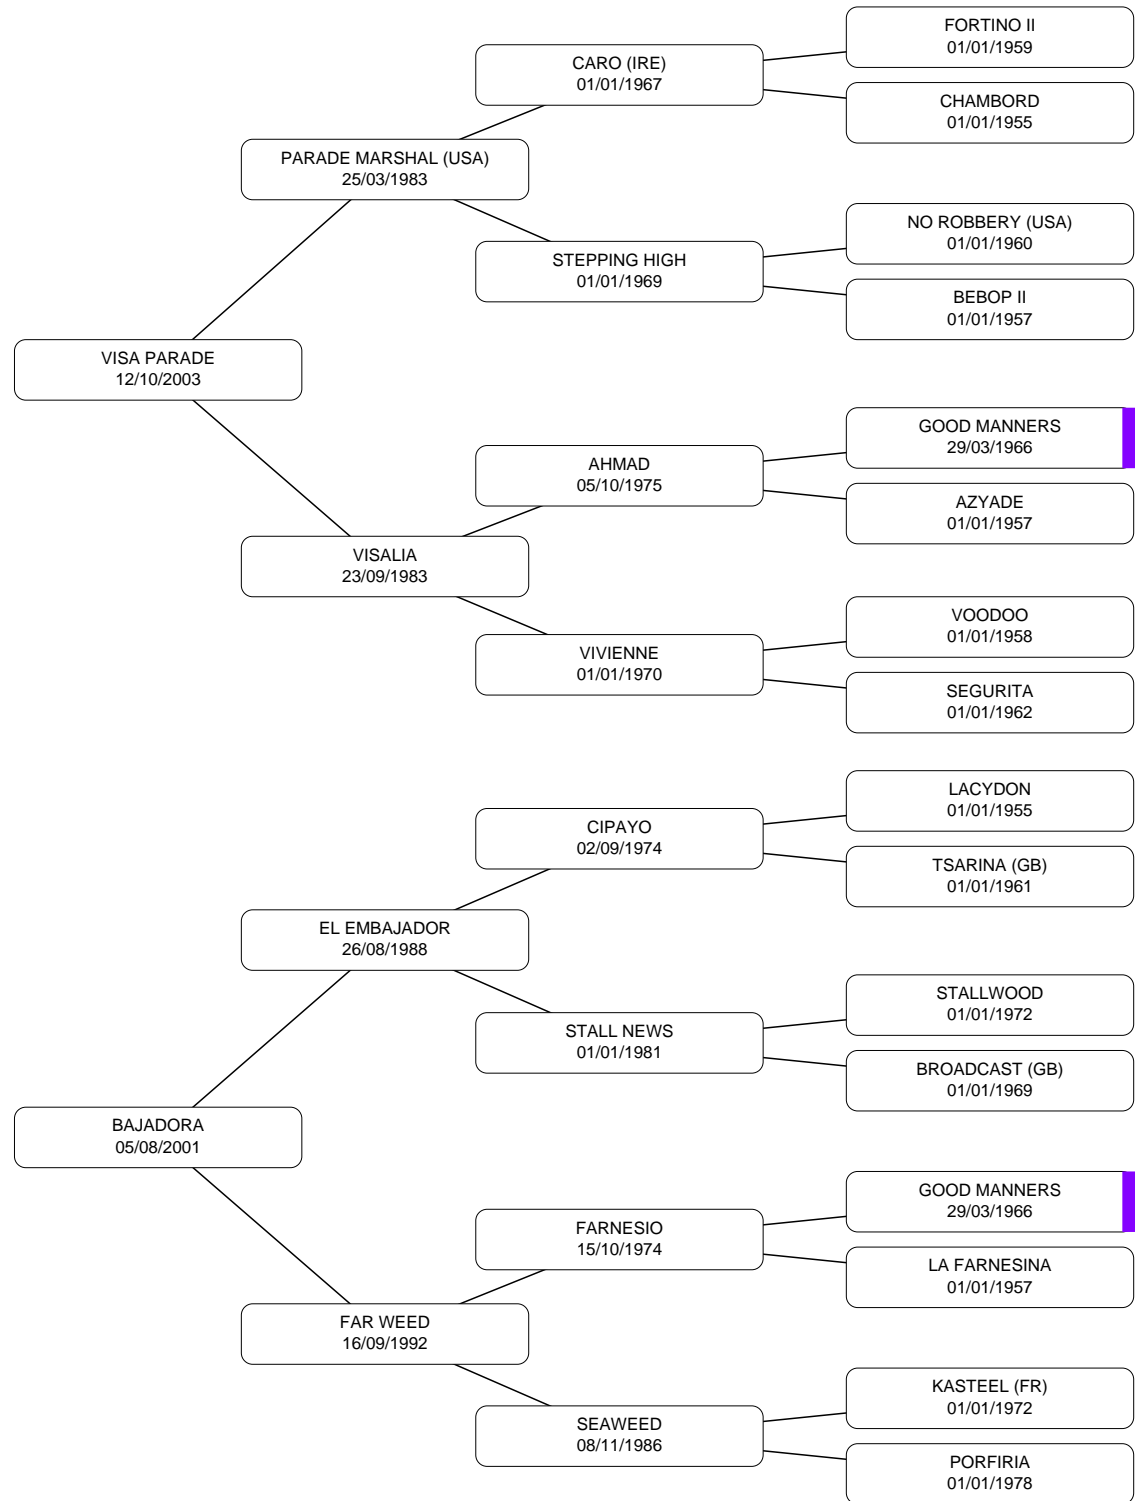 FORTINO II
01/01/1959
CARO (IRE)
01/01/1967
CHAMBORD
01/01/1955
PARADE MARSHAL (USA)
25/03/1983
NO ROBBERY (USA)
01/01/1960
STEPPING HIGH
01/01/1969
BEBOP II
01/01/1957
VISA PARADE
12/10/2003
GOOD MANNERS
29/03/1966
AHMAD
05/10/1975
AZYADE
01/01/1957
VISALIA
23/09/1983
VOODOO
01/01/1958
VIVIENNE
01/01/1970
SEGURITA
01/01/1962
LACYDON
01/01/1955
CIPAYO
02/09/1974
TSARINA (GB)
01/01/1961
EL EMBAJADOR
26/08/1988
STALLWOOD
01/01/1972
STALL NEWS
01/01/1981
BROADCAST (GB)
01/01/1969
BAJADORA
05/08/2001
GOOD MANNERS
29/03/1966
FARNESIO
15/10/1974
LA FARNESINA
01/01/1957
FAR WEED
16/09/1992
KASTEEL (FR)
01/01/1972
SEAWEED
08/11/1986
PORFIRIA
01/01/1978